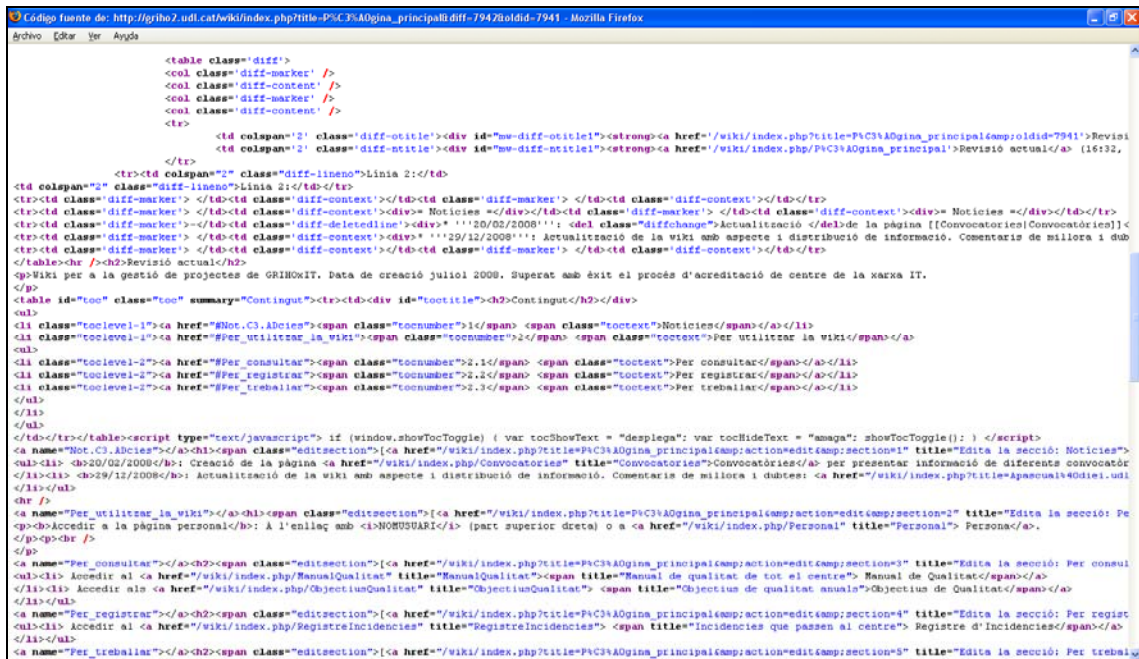 Código fuente de: http://griho2.udl.cat/wiki/index.php?title=P%C3%A0gina_principal&diff=7942&oldid=7941 - Mozilla Firefox
Archivo Editar Ver Ayuda
<table class='diff'>
<col class='diff-marker' />
<col class='diff-content' />
<col class='diff-marker' />
<col class='diff-content' />
<tr>
<td colspan='2' class='diff-otitle'><div id="mw-diff-otitle1"><strong><a href='/wiki/index.php?title=P%C3%A0gina_principal&amp;oldid=7941'>Revisi
<td colspan='2' class='diff-ntitle'><div id="mw-diff-ntitle1"><strong><a href='/wiki/index.php/P%C3%A0gina_principal'>Revisió actual</a> (16:32,
</tr>
<tr><td colspan="2" class="diff-lineno">Línia 2:</td>
<td colspan="2" class="diff-lineno">Línia 2:</td></tr>
<tr><td class='diff-marker'> </td><td class='diff-context'></td><td class='diff-marker'> </td><td class='diff-context'></td></tr>
<tr><td class='diff-marker'> </td><td class='diff-context'><div>= Notícies =</div></td><td class='diff-marker'> </td><td class='diff-context'><div>= Notícies =</div></td></tr>
<tr><td class='diff-marker'>-</td><td class='diff-deletedline'><div>* '''20/02/2008''': <del class="diffchange">Actualització </del>de la pàgina [[Convocatories|Convocatòries]]<
<tr><td class='diff-marker'> </td><td class='diff-context'><div>* '''29/12/2008''': Actualització de la wiki amb aspecte i distribució de informació. Comentaris de millora i dub
<tr><td class='diff-marker'> </td><td class='diff-context'></td><td class='diff-marker'> </td><td class='diff-context'></td></tr>
</table><hr /><h2>Revisió actual</h2>
<p>Wiki per a la gestió de projectes de GRIHOxIT. Data de creació juliol 2008. Superat amb èxit el procés d'acreditació de centre de la xarxa IT.
</p>
<table id="toc" class="toc" summary="Contingut"><tr><td><div id="toctitle"><h2>Contingut</h2></div>
<ul>
<li class="toclevel-1"><a href="#Not.C3.ADcies"><span class="tocnumber">1</span> <span class="toctext">Notícies</span></a></li>
<li class="toclevel-1"><a href="#Per_utilitzar_la_wiki"><span class="tocnumber">2</span> <span class="toctext">Per utilitzar la wiki</span></a>
<ul>
<li class="toclevel-2"><a href="#Per_consultar"><span class="tocnumber">2.1</span> <span class="toctext">Per consultar</span></a></li>
<li class="toclevel-2"><a href="#Per_registrar"><span class="tocnumber">2.2</span> <span class="toctext">Per registrar</span></a></li>
<li class="toclevel-2"><a href="#Per_treballar"><span class="tocnumber">2.3</span> <span class="toctext">Per treballar</span></a></li>
</ul>
</li>
</ul>
</td></tr></table><script type="text/javascript"> if (window.showTocToggle) { var tocShowText = "desplega"; var tocHideText = "amaga"; showTocToggle(); } </script>
<a name="Not.C3.ADcies"></a><h1><span class="editsection">[<a href="/wiki/index.php?title=P%C3%A0gina_principal&amp;action=edit&amp;section=1" title="Edita la secció: Notícies">
<ul><li> <b>20/02/2008</b>: Creació de la pàgina <a href="/wiki/index.php/Convocatories" title="Convocatories">Convocatòries</a> per presentar informació de diferents convocatòr
</li><li> <b>29/12/2008</b>: Actualització de la wiki amb aspecte i distribució de informació. Comentaris de millora i dubtes: <a href="/wiki/index.php?title=Apascual%40diei.udl
</li></ul>
<hr />
<a name="Per_utilitzar_la_wiki"></a><h1><span class="editsection">[<a href="/wiki/index.php?title=P%C3%A0gina_principal&amp;action=edit&amp;section=2" title="Edita la secció: Pe
<p><b>Accedir a la pàgina personal</b>: A l'enllaç amb <i>NOMUSUARI</i> (part superior dreta) o a <a href="/wiki/index.php/Personal" title="Personal"> Persona</a>.
</p><p><br />
</p>
<a name="Per_consultar"></a><h2><span class="editsection">[<a href="/wiki/index.php?title=P%C3%A0gina_principal&amp;action=edit&amp;section=3" title="Edita la secció: Per consul
<ul><li> Accedir al <a href="/wiki/index.php/ManualQualitat" title="ManualQualitat"><span title="Manual de qualitat de tot el centre"> Manual de Qualitat</span></a>
</li><li> Accedir als <a href="/wiki/index.php/ObjectiusQualitat" title="ObjectiusQualitat"> <span title="Objectius de qualitat anuals">Objectius de Qualitat</span></a>
</li></ul>
<a name="Per_registrar"></a><h2><span class="editsection">[<a href="/wiki/index.php?title=P%C3%A0gina_principal&amp;action=edit&amp;section=4" title="Edita la secció: Per regist
<ul><li> Accedir al <a href="/wiki/index.php/RegistreIncidencies" title="RegistreIncidencies"> <span title="Incidencies que passen al centre"> Registre d'Incidencies</span></a>
</li></ul>
<a name="Per_treballar"></a><h2><span class="editsection">[<a href="/wiki/index.php?title=P%C3%A0gina_principal&amp;action=edit&amp;section=5" title="Edita la secció: Per trebal